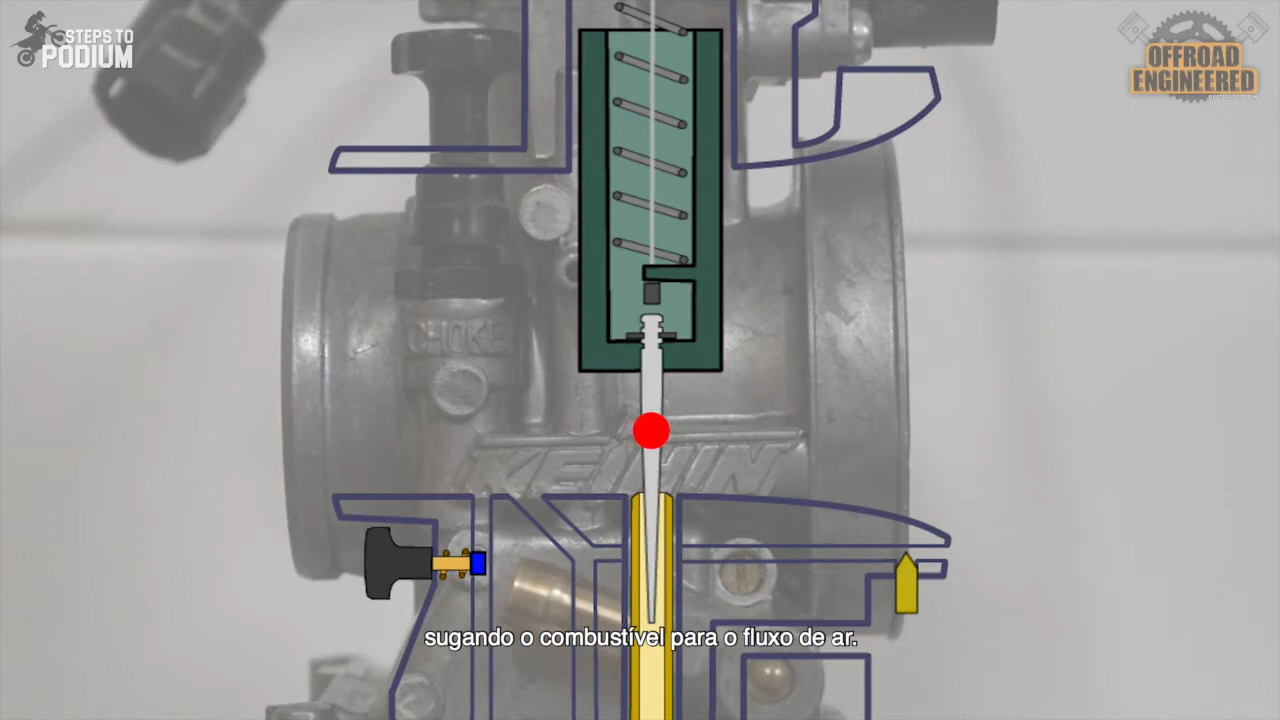 STEPS TO
PODIUM
OFFROAD
ENGINEERED
CHOKE
KEIHIN
sugando o combustível para o fluxo de ar.